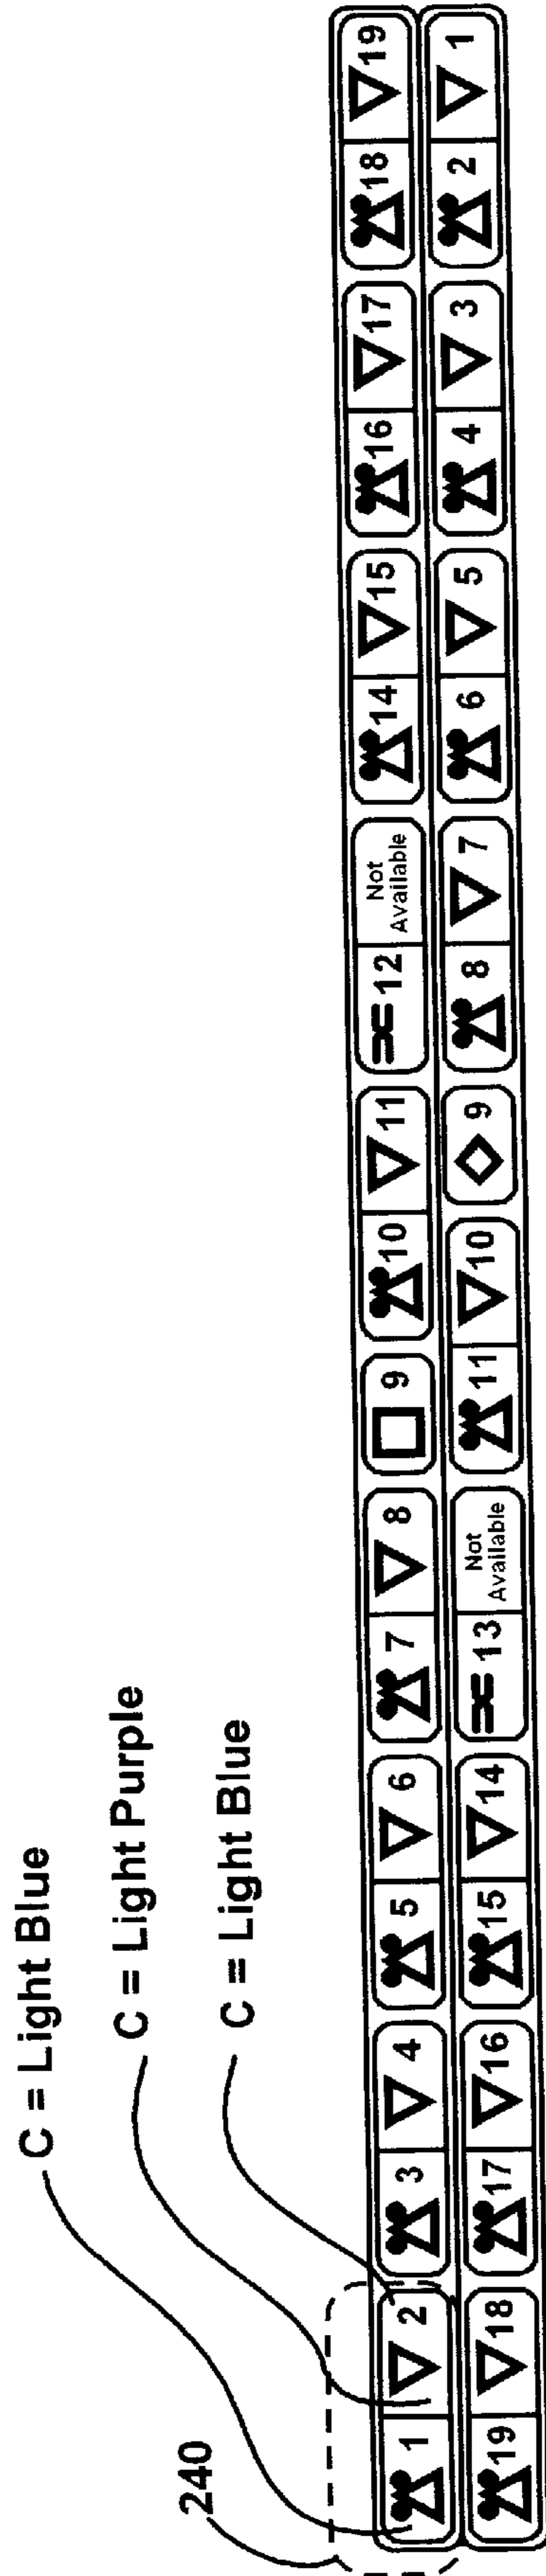 C = Light Blue
C = Light Purple
C = Light Blue
240
1 2 3 4 5 6 7 8 9 10 11 12 Not Available 14 15 16 17 18 19
19 18 17 16 15 14 13 Not Available 11 10 9 8 7 6 5 4 3 2 1